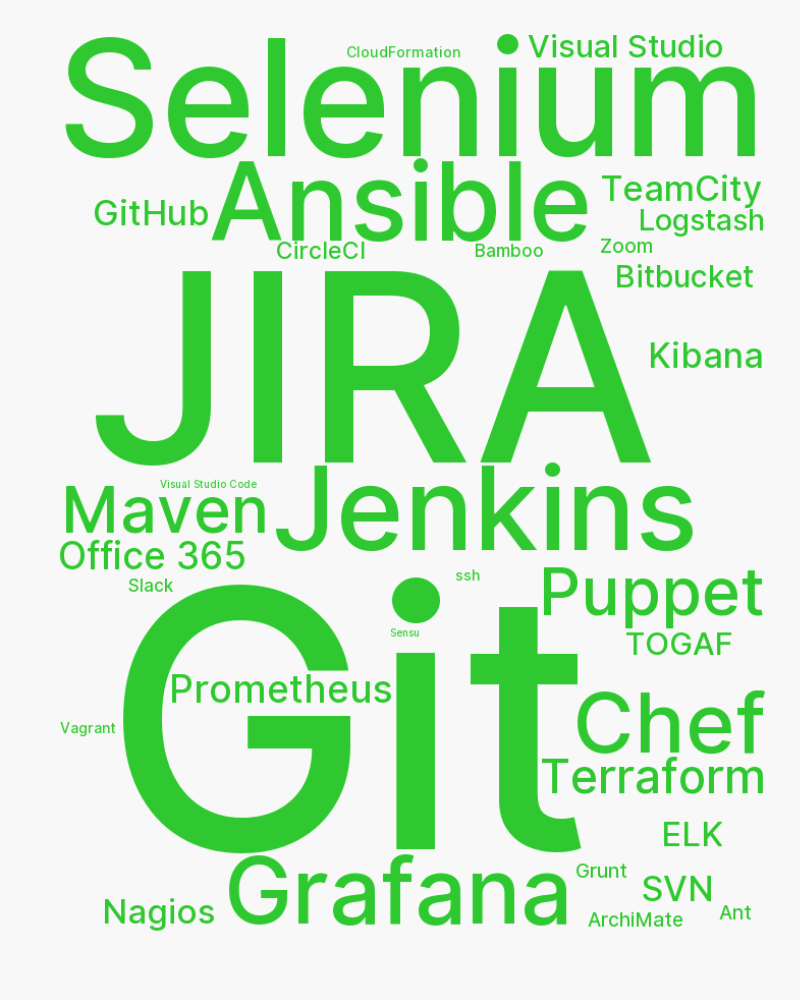 CloudFormation
Visual Studio
Selenium
Ansible
GitHub
TeamCity
Logstash
CircleCI
Bamboo
Zoom
Bitbucket
JIRA
Kibana
Jenkins
Visual Studio Code
Maven
Office 365
Slack
ssh
Puppet
Sensu
TOGAF
Git
Prometheus
Vagrant
Chef
Terraform
ELK
Grafana
Grunt
SVN
Nagios
ArchiMate
Ant